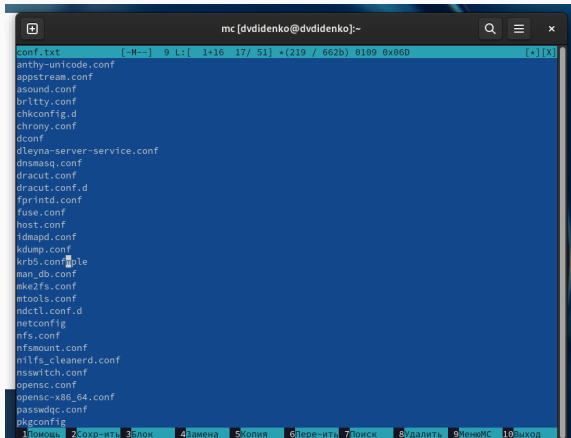 mc [dvdidenko@dvdidenko]:~
conf.txt [-M--] 9 L:[ 1+16 17/ 51] *(219 / 662b) 0109 0x06D [*][X]
anthy-unicode.conf
appstream.conf
asound.conf
brltty.conf
chkconfig.d
chrony.conf
dconf
dleyna-server-service.conf
dnsmasq.conf
dracut.conf
dracut.conf.d
fprintd.conf
fuse.conf
host.conf
idmapd.conf
kdump.conf
krb5.confmple
man_db.conf
mke2fs.conf
mtools.conf
ndctl.conf.d
netconfig
nfs.conf
nfsmount.conf
nilfs_cleanerd.conf
nsswitch.conf
opensc.conf
opensc-x86_64.conf
passwdqc.conf
pkgconfig
1Помощь 2Сохр-ить 3Блок 4Замена 5Копия 6Пере-ить 7Поиск 8Удалить 9МенюMC 10Выход